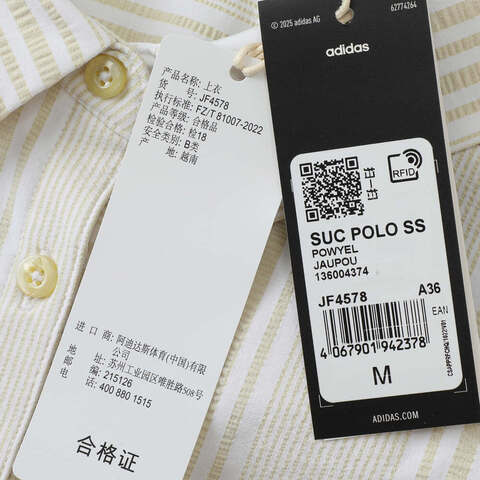 产品名称: 上衣
货 号: JF4578
执行标准: FZ/T 81007-2022
产品等级: 合格品
检验合格: 检18
安全类别: B类
产 地: 越南
进 口 商: 阿迪达斯体育(中国)有限公司
地址: 苏州工业园区唯胜路508号
邮编: 215126
电话: 400 880 1515
合格证
© 2025 adidas AG
62774264
adidas
RFID
SUC POLO SS
POWYEL
JAUPOU
136004374
JF4578 A36
EAN
4 067901 942378
M
ADIDAS.COM